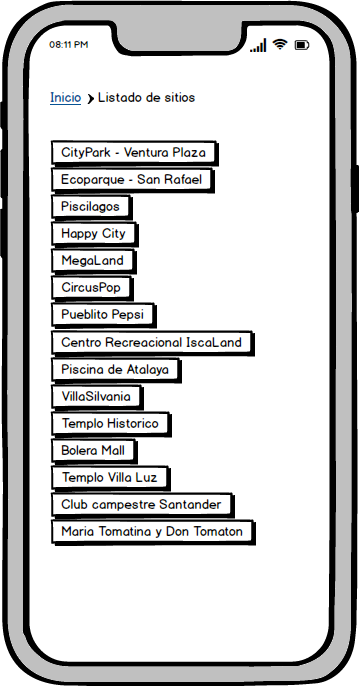 08:11 PM
Inicio > Listado de sitios
CityPark - Ventura Plaza
Ecoparque - San Rafael
Piscilagos
Happy City
MegaLand
CircusPop
Pueblito Pepsi
Centro Recreacional IscaLand
Piscina de Atalaya
VillaSilvania
Templo Historico
Bolera Mall
Templo Villa Luz
Club campestre Santander
Maria Tomatina y Don Tomaton